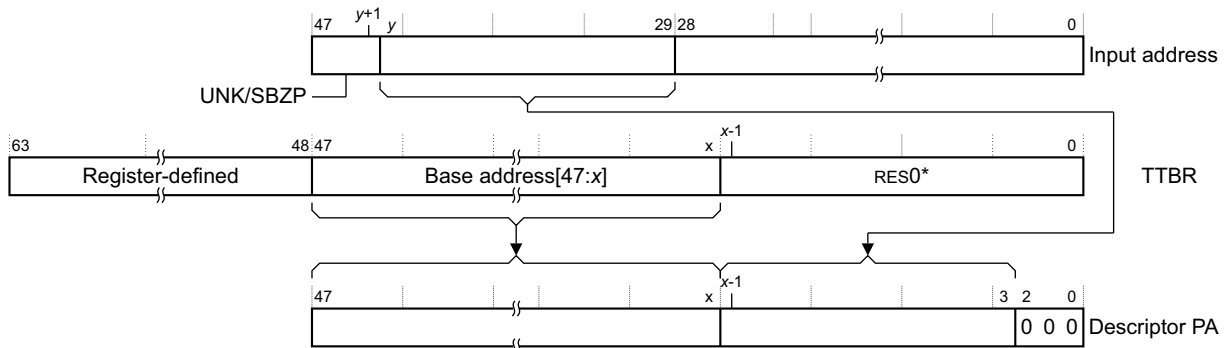 y+1
47 y 29 28 0
Input address
UNK/SBZP
x-1
63 48 47 x 0
Register-defined Base address[47:x] RES0* TTBR
x-1
47 x 3 2 0
0 0 0 Descriptor PA